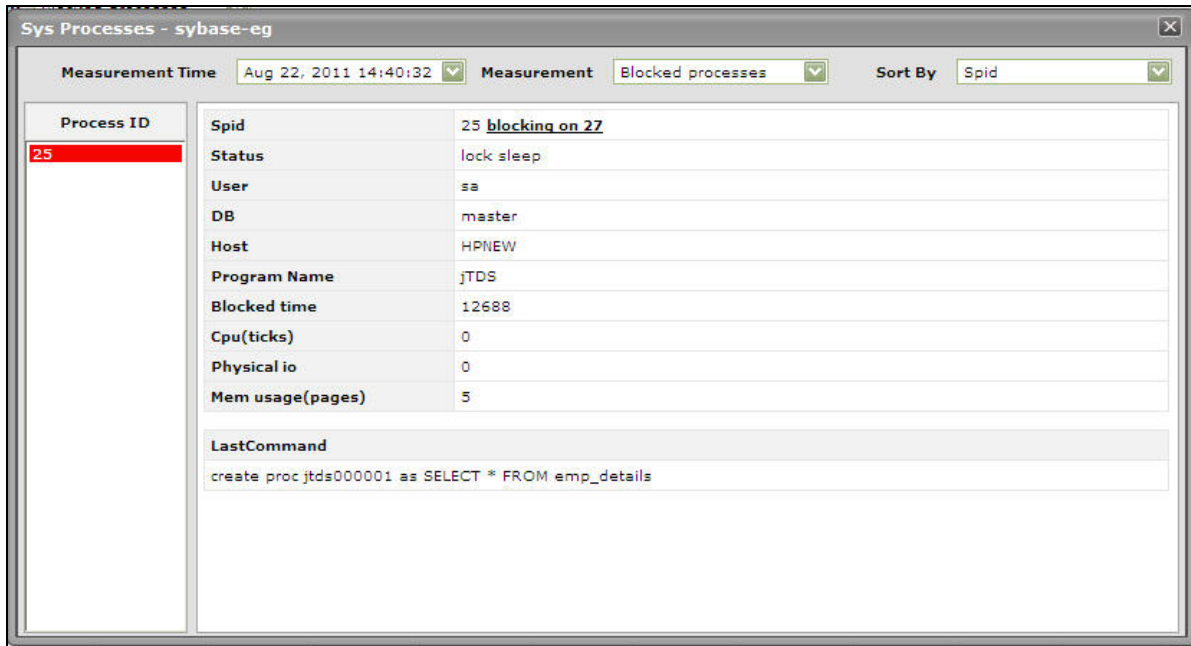 Sys Processes - sybase-eg
Measurement Time Aug 22, 2011 14:40:32 Measurement Blocked processes Sort By Spid
Process ID
25
Spid 25 blocking on 27
Status lock sleep
User sa
DB master
Host HPNEW
Program Name jTDS
Blocked time 12688
Cpu(ticks) 0
Physical io 0
Mem usage(pages) 5
LastCommand
create proc jtds000001 as SELECT * FROM emp_details